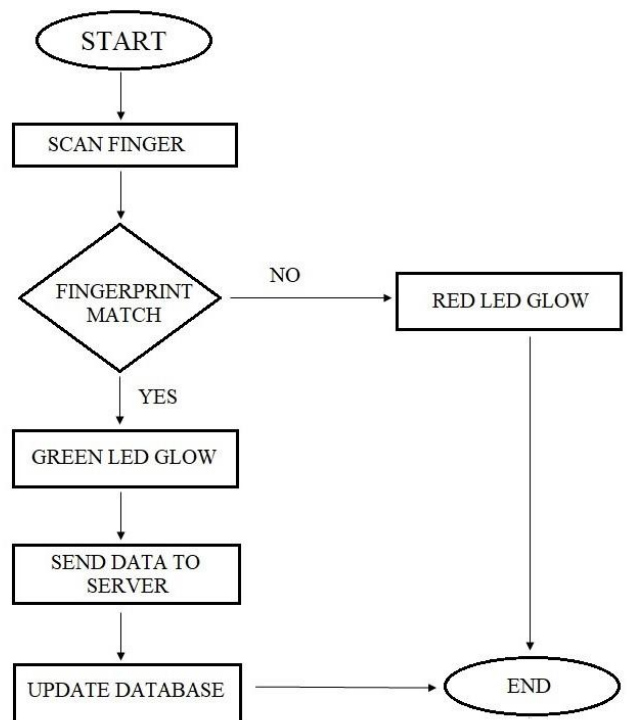 START
SCAN FINGER
FINGERPRINT
MATCH
NO
RED LED GLOW
YES
GREEN LED GLOW
SEND DATA TO
SERVER
UPDATE DATABASE
END